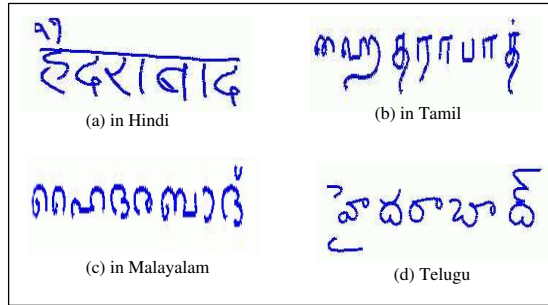 हैदराबाद
ஹைதராபாத்
(a) in Hindi
(b) in Tamil
ഹൈദരബാദ്
హైదరాబాద్
(c) in Malayalam
(d) Telugu